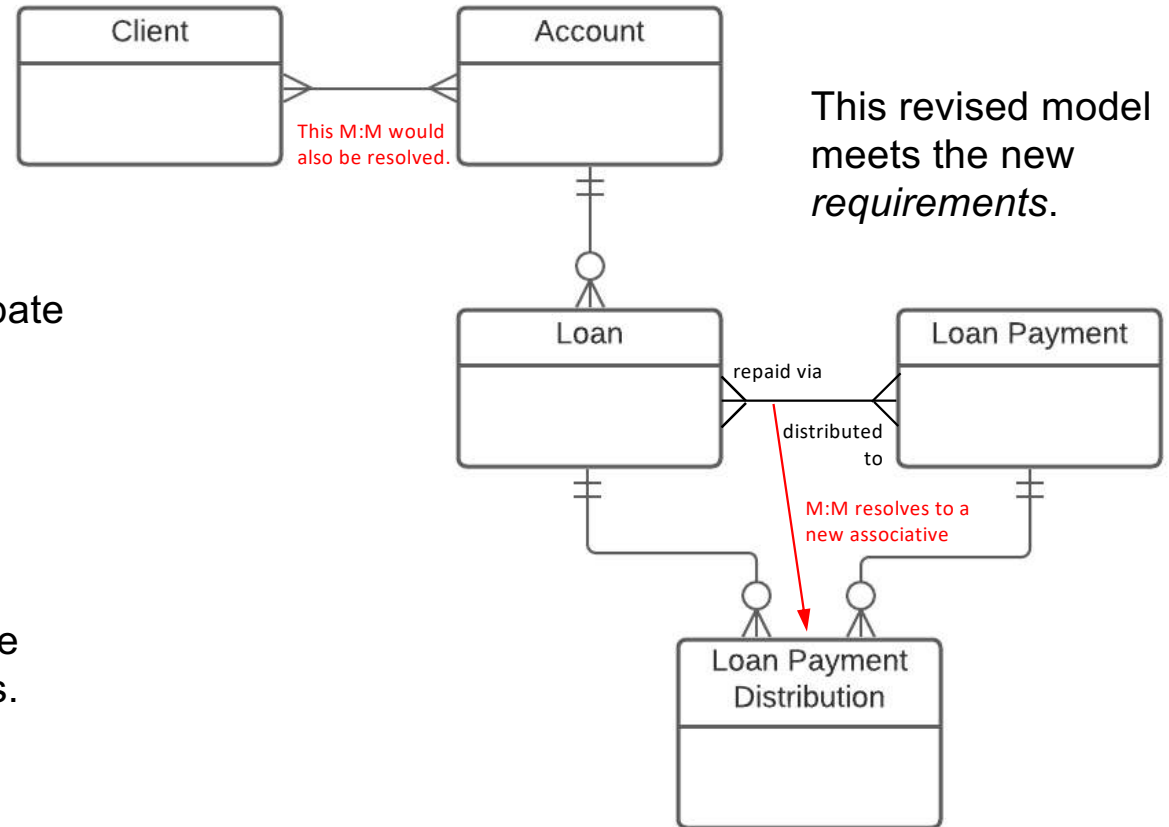 Client
Account
This M:M would
also be resolved.
This revised model
meets the new
requirements.
pate
Loan
Loan Payment
repaid via
distributed
to
M:M resolves to a
new associative
e
s.
Loan Payment
Distribution